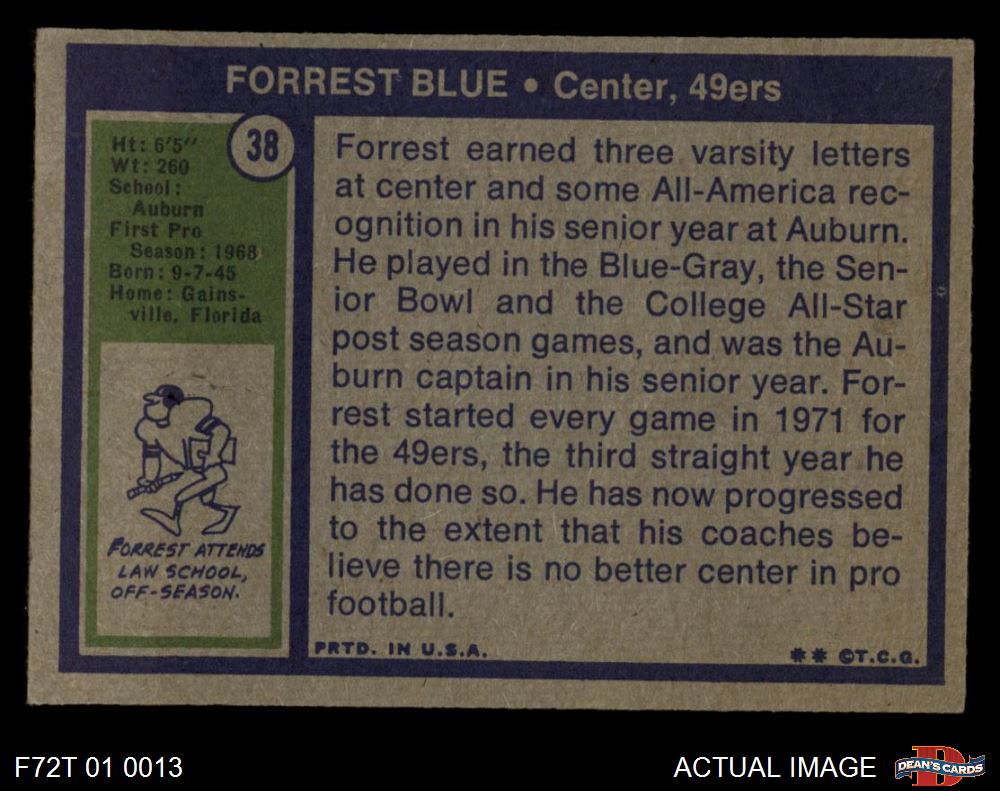 FORREST BLUE • Center, 49ers
38
Ht: 6'5"
Wt: 260
School:
Auburn
First Pro
Season: 1968
Born: 9-7-45
Home: Gains-
ville, Florida
FORREST ATTENDS
LAW SCHOOL,
OFF-SEASON.
Forrest earned three varsity letters
at center and some All-America rec-
ognition in his senior year at Auburn.
He played in the Blue-Gray, the Sen-
ior Bowl and the College All-Star
post season games, and was the Au-
burn captain in his senior year. For-
rest started every game in 1971 for
the 49ers, the third straight year he
has done so. He has now progressed
to the extent that his coaches be-
lieve there is no better center in pro
football.
PRTD. IN U.S.A.
** ©T.C.G.
F72T 01 0013
ACTUAL IMAGE
D
DEAN'S CARDS